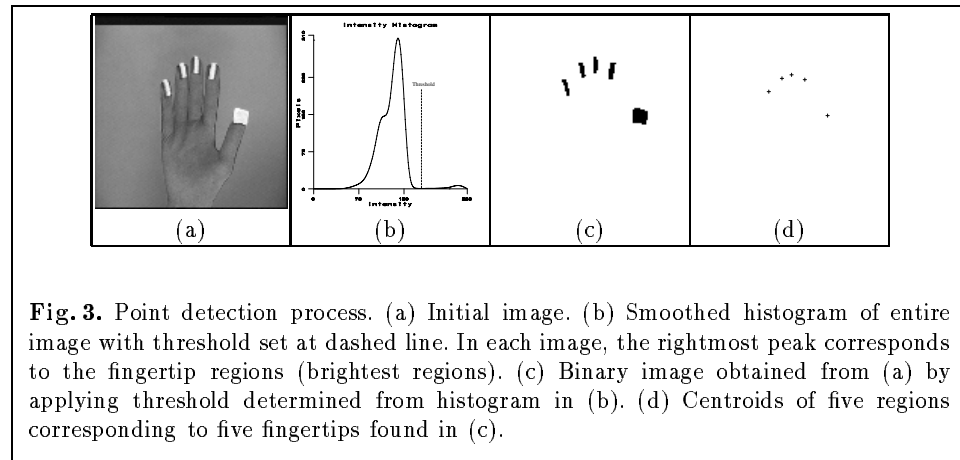 Intensity Histogram
Threshold
Pixels
75
0
0
Intensity
(a)
(b)
(c)
(d)
Fig. 3. Point detection process. (a) Initial image. (b) Smoothed histogram of entire
image with threshold set at dashed line. In each image, the rightmost peak corresponds
to the fingertip regions (brightest regions). (c) Binary image obtained from (a) by
applying threshold determined from histogram in (b). (d) Centroids of five regions
corresponding to five fingertips found in (c).